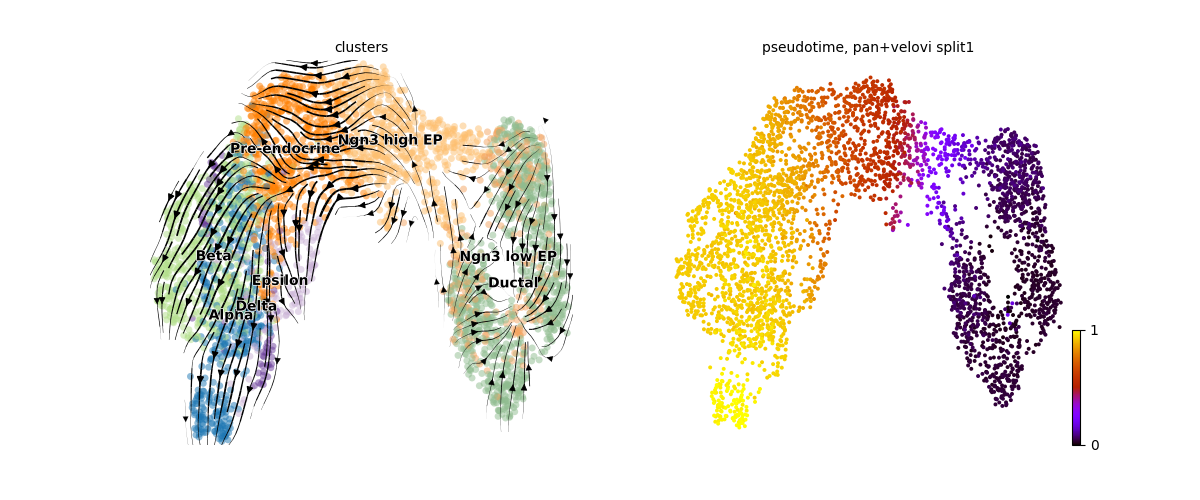 clusters
pseudotime, pan+velovi split1
Ngn3 high EP
Pre-endocrine
Beta
Ngn3 low EP
Epsilon
Ductal
Delta
Alpha
1
0